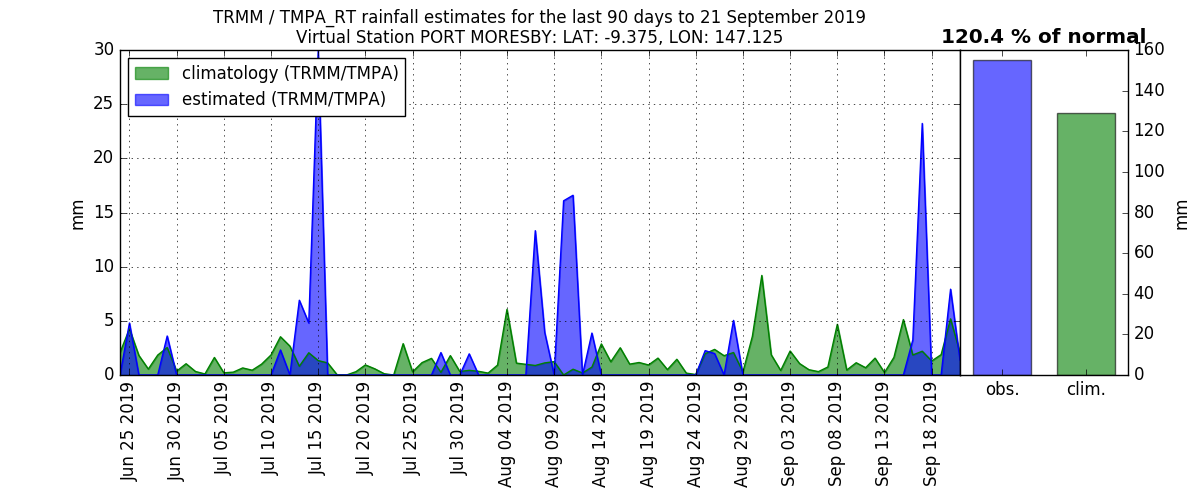 TRMM / TMPA_RT rainfall estimates for the last 90 days to 21 September 2019
Virtual Station PORT MORESBY: LAT: -9.375, LON: 147.125
120.4 % of normal
climatology (TRMM/TMPA)
estimated (TRMM/TMPA)
30
25
20
15
10
5
0
mm
160
140
120
100
80
60
40
20
0
mm
Jun 25 2019
Jun 30 2019
Jul 05 2019
Jul 10 2019
Jul 15 2019
Jul 20 2019
Jul 25 2019
Jul 30 2019
Aug 04 2019
Aug 09 2019
Aug 14 2019
Aug 19 2019
Aug 24 2019
Aug 29 2019
Sep 03 2019
Sep 08 2019
Sep 13 2019
Sep 18 2019
obs.
clim.